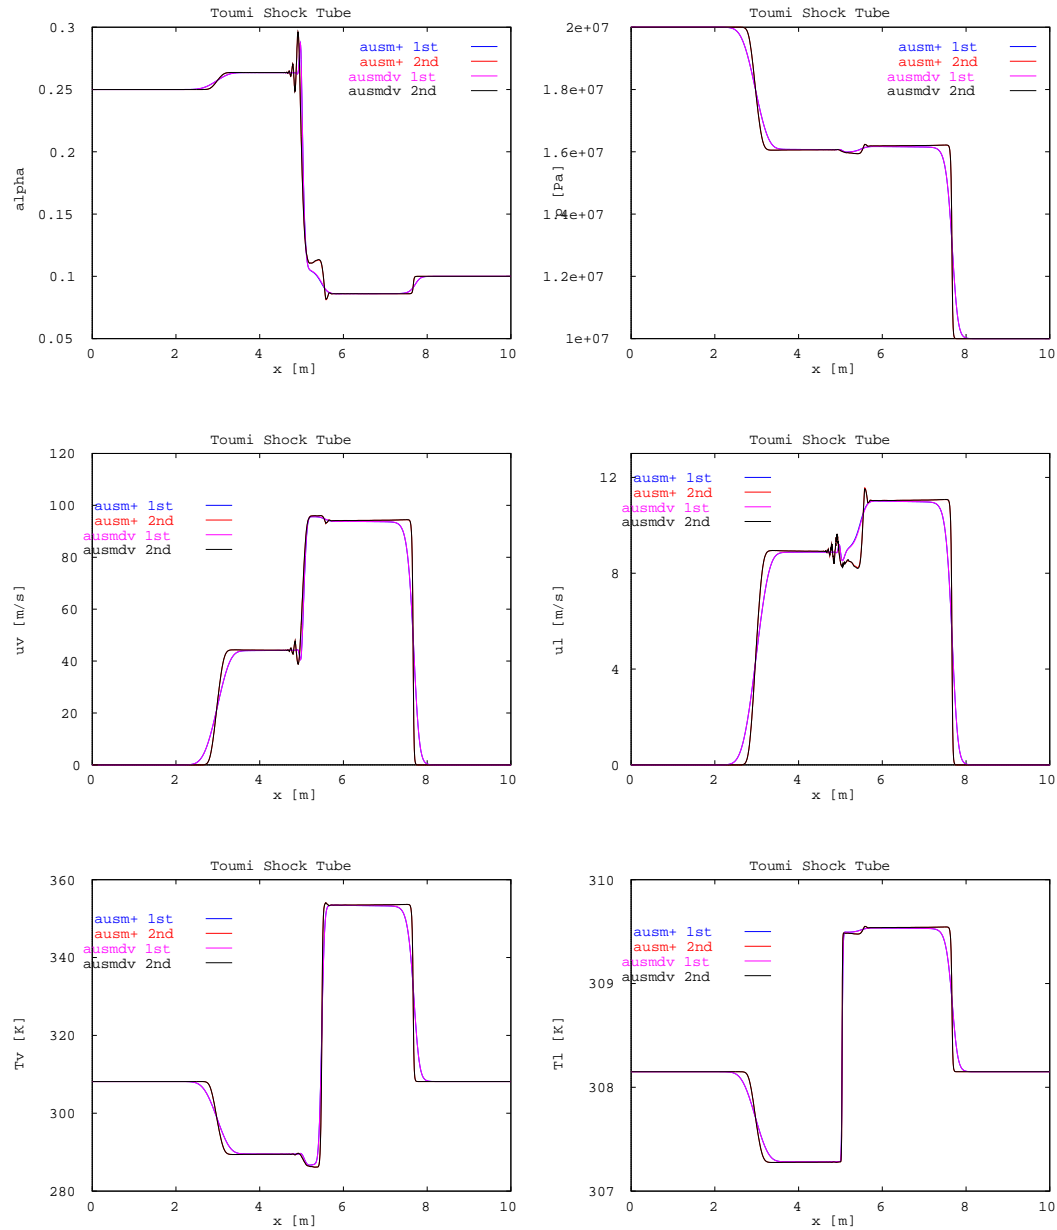 Toumi Shock Tube
alpha
0.3
0.25
0.2
0.15
0.1
0.05
ausm+ 1st
ausm+ 2nd
ausmdv 1st
ausmdv 2nd
0 2 4 6 8 10
x [m]
Toumi Shock Tube
p [Pa]
2e+07
1.8e+07
1.6e+07
1.4e+07
1.2e+07
1e+07
ausm+ 1st
ausm+ 2nd
ausmdv 1st
ausmdv 2nd
0 2 4 6 8 10
x [m]
Toumi Shock Tube
uv [m/s]
120
100
80
60
40
20
0
ausm+ 1st
ausm+ 2nd
ausmdv 1st
ausmdv 2nd
0 2 4 6 8 10
x [m]
Toumi Shock Tube
ul [m/s]
12
8
4
0
ausm+ 1st
ausm+ 2nd
ausmdv 1st
ausmdv 2nd
0 2 4 6 8 10
x [m]
Toumi Shock Tube
Tv [K]
360
340
320
300
280
ausm+ 1st
ausm+ 2nd
ausmdv 1st
ausmdv 2nd
0 2 4 6 8 10
x [m]
Toumi Shock Tube
Tl [K]
310
309
308
307
ausm+ 1st
ausm+ 2nd
ausmdv 1st
ausmdv 2nd
0 2 4 6 8 10
x [m]